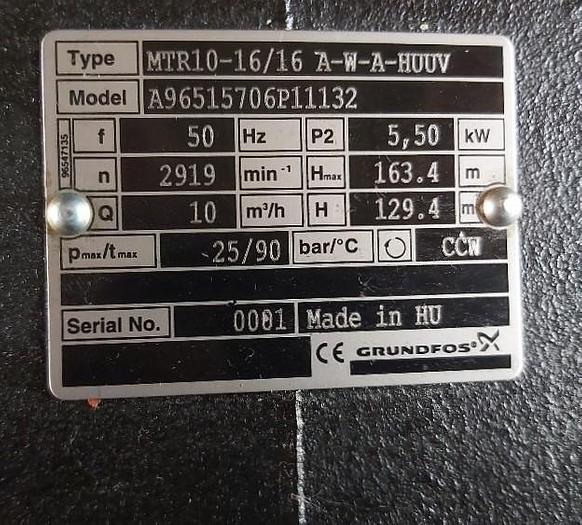 Type MTR10-16/16 A-W-A-HUUV
Model A96515706P11132
96547135
f 50 Hz P2 5,50 kW
n 2919 min⁻¹ Hmax 163.4 m
Q 10 m³/h H 129.4 m
pmax/tmax 25/90 bar/°C CCW
Serial No. 0001 Made in HU
CE GRUNDFOS